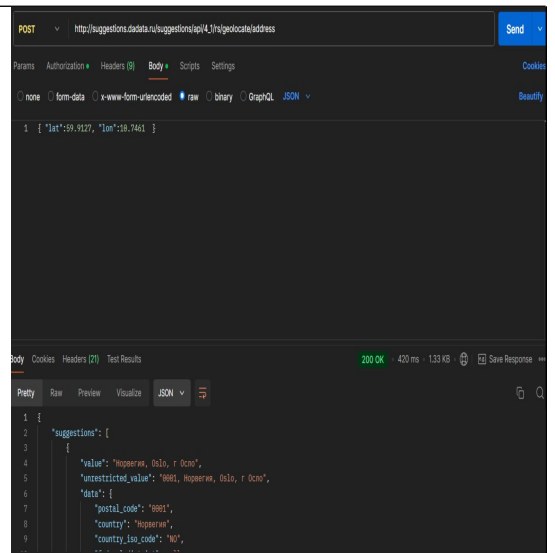 POST http://suggestions.dadata.ru/suggestions/api/4_1/rs/geolocate/address Send
Params Authorization Headers (9) Body Scripts Settings Cookies
none form-data x-www-form-urlencoded raw binary GraphQL JSON Beautify
1 { "lat":59.9127, "lon":10.7461 }
Body Cookies Headers (21) Test Results 200 OK 420 ms 1.33 KB Save Response
Pretty Raw Preview Visualize JSON
1 {
2 "suggestions": [
3 {
4 "value": "Норвегия, Oslo, г Осло",
5 "unrestricted_value": "0001, Норвегия, Oslo, г Осло",
6 "data": {
7 "postal_code": "0001",
8 "country": "Норвегия",
9 "country_iso_code": "NO",